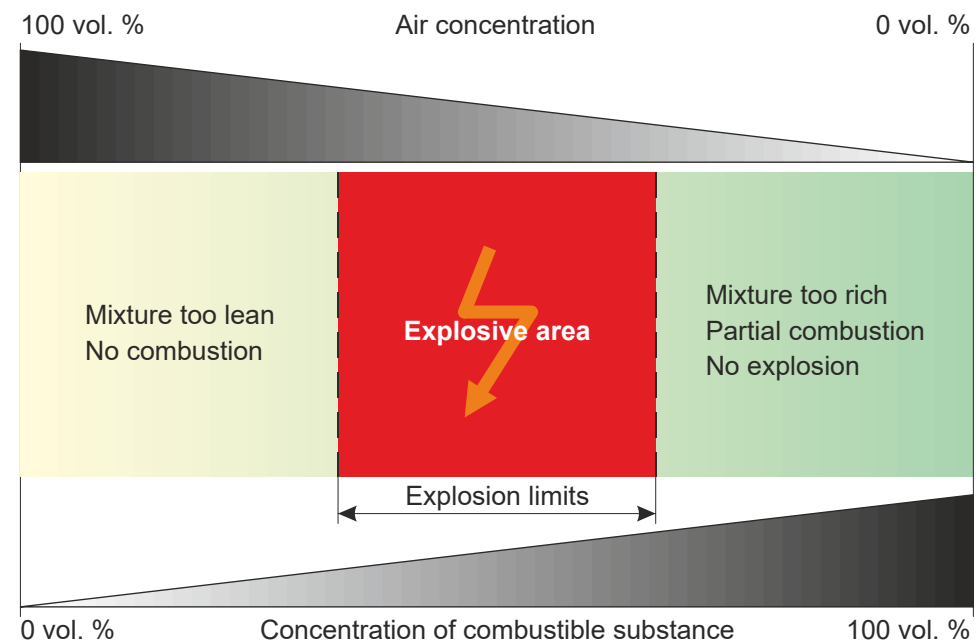 100 vol. %
Air concentration
0 vol. %
Mixture too lean
No combustion
Explosive area
Mixture too rich
Partial combustion
No explosion
Explosion limits
0 vol. %
Concentration of combustible substance
100 vol. %